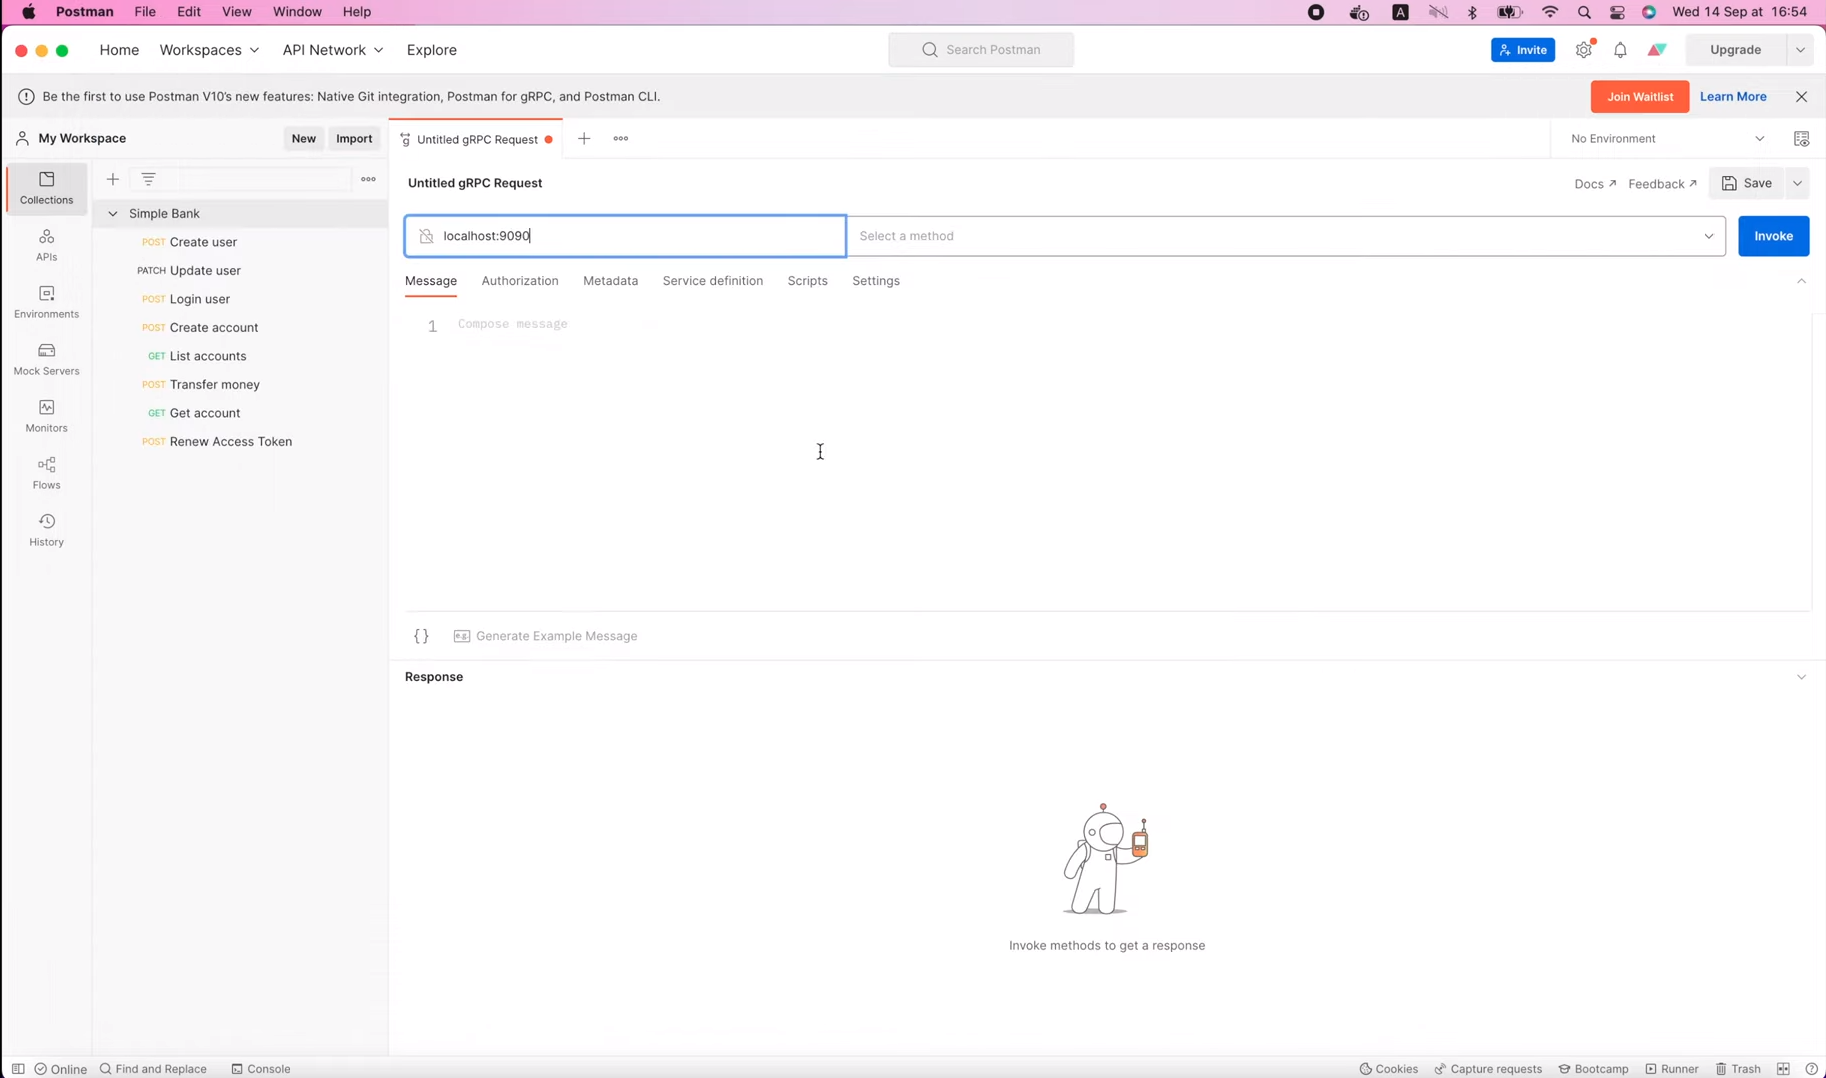 Postman File Edit View Window Help A Wed 14 Sep at 16:54
Home Workspaces API Network Explore Search Postman Invite Upgrade
Be the first to use Postman V10's new features: Native Git integration, Postman for gRPC, and Postman CLI. Join Waitlist Learn More
My Workspace New Import Untitled gRPC Request No Environment
Collections
APIs
Environments
Mock Servers
Monitors
Flows
History
Simple Bank
POST Create user
PATCH Update user
POST Login user
POST Create account
GET List accounts
POST Transfer money
GET Get account
POST Renew Access Token
Untitled gRPC Request Docs Feedback Save
localhost:9090 Select a method Invoke
Message Authorization Metadata Service definition Scripts Settings
1 Compose message
{} e.g Generate Example Message
Response
Invoke methods to get a response
Online Find and Replace Console Cookies Capture requests Bootcamp Runner Trash